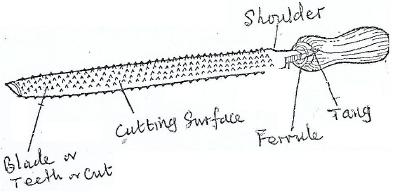 Shoulder
Cutting Surface
Ferrule
Tang
Blade or
Teeth or Cut